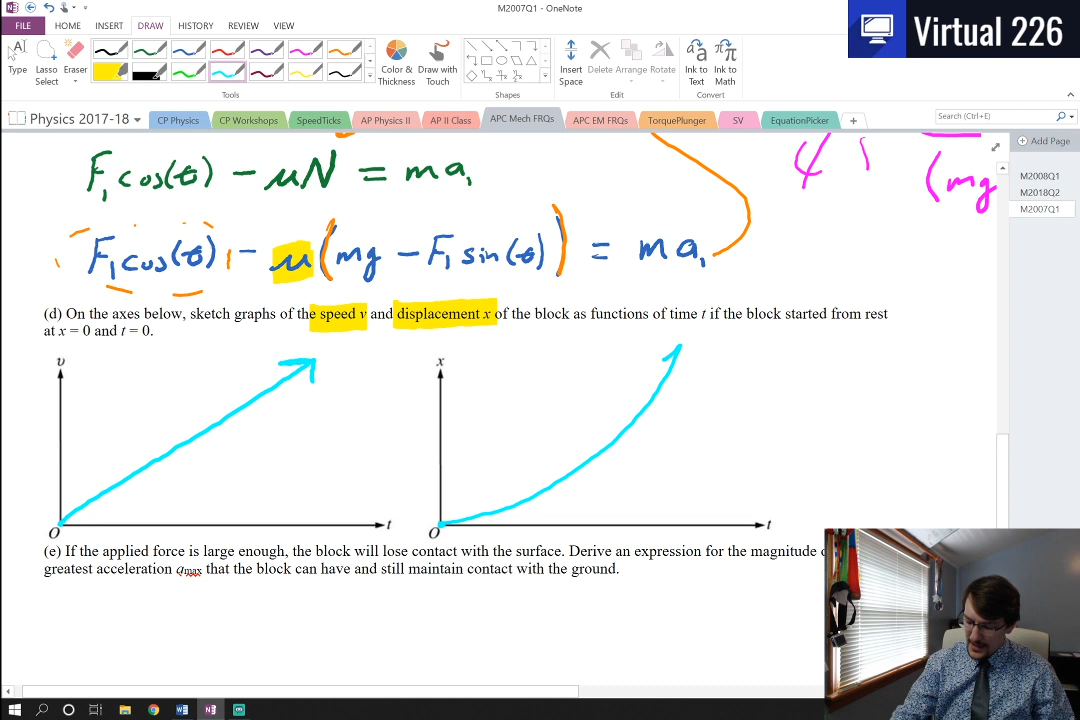 M2007Q1 - OneNote
Virtual 226
FILE HOME INSERT DRAW HISTORY REVIEW VIEW
Type Lasso Select Eraser Color & Thickness Draw with Touch Insert Space Delete Arrange Rotate Ink to Text Ink to Math
Tools Shapes Edit Convert
Physics 2017-18 CP Physics CP Workshops SpeedTicks AP Physics II AP II Class APC Mech FRQs APC EM FRQs TorquePlunger SV EquationPicker Search (Ctrl+E)
Add Page
M2008Q1
M2018Q2
M2007Q1
F₁ cos(θ) - μN = ma₁
(mg
F₁ cos(θ) - μ(mg - F₁ sin(θ)) = ma₁
(d) On the axes below, sketch graphs of the speed v and displacement x of the block as functions of time t if the block started from rest
at x = 0 and t = 0.
v x
O t O t
(e) If the applied force is large enough, the block will lose contact with the surface. Derive an expression for the magnitude
greatest acceleration amax that the block can have and still maintain contact with the ground.